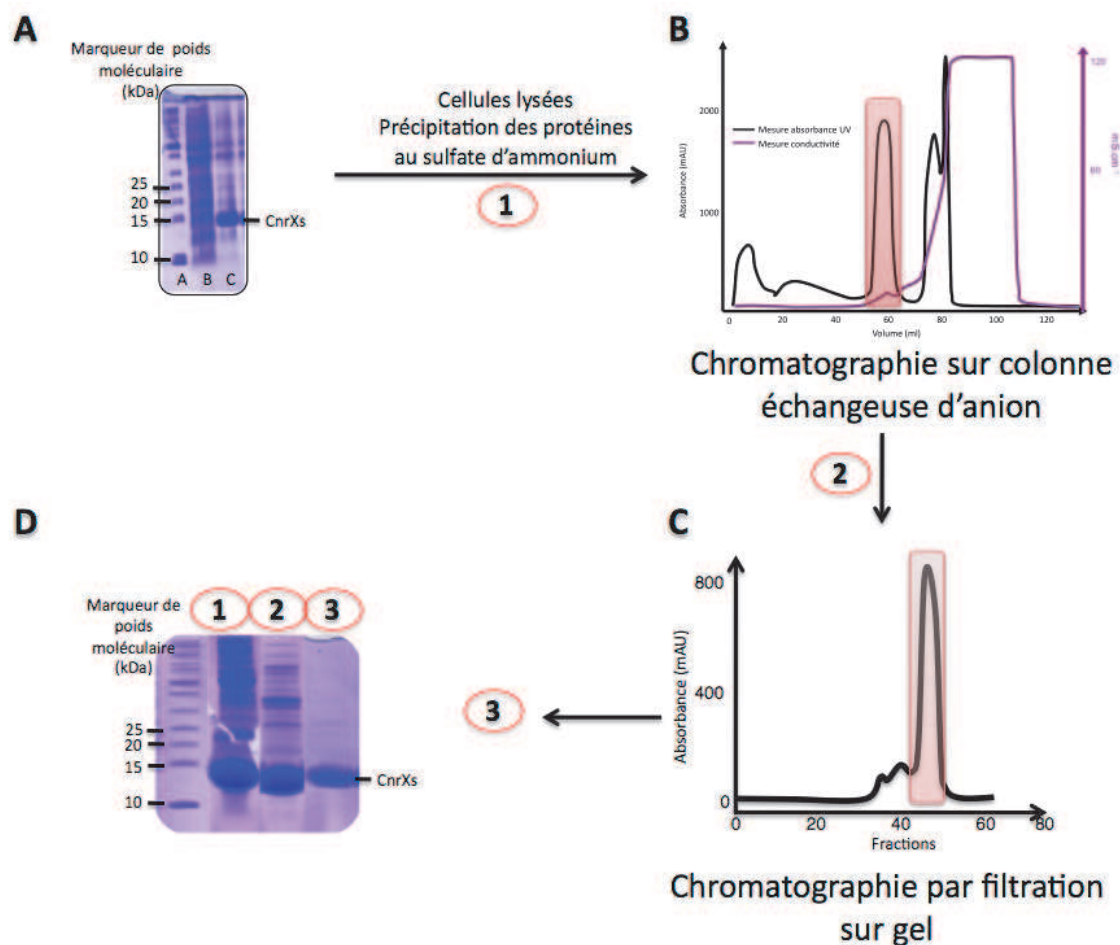 A
Marqueur de poids
moléculaire
(kDa)
25
20
15
10
A B C
CnrXs
Cellules lysées
Précipitation des protéines
au sulfate d'ammonium
1
B
Absorbance (mAU)
2000
1000
Mesure absorbance UV
Mesure conductivité
120
0 20 40 60 80 100 120
Volume (ml)
Chromatographie sur colonne
échangeuse d'anion
2
C
Absorbance (mAU)
800
400
0
0 20 40 60 80
Fractions
Chromatographie par filtration
sur gel
3
D
1 2 3
Marqueur de
poids
moléculaire
(kDa)
25
20
15
10
CnrXs